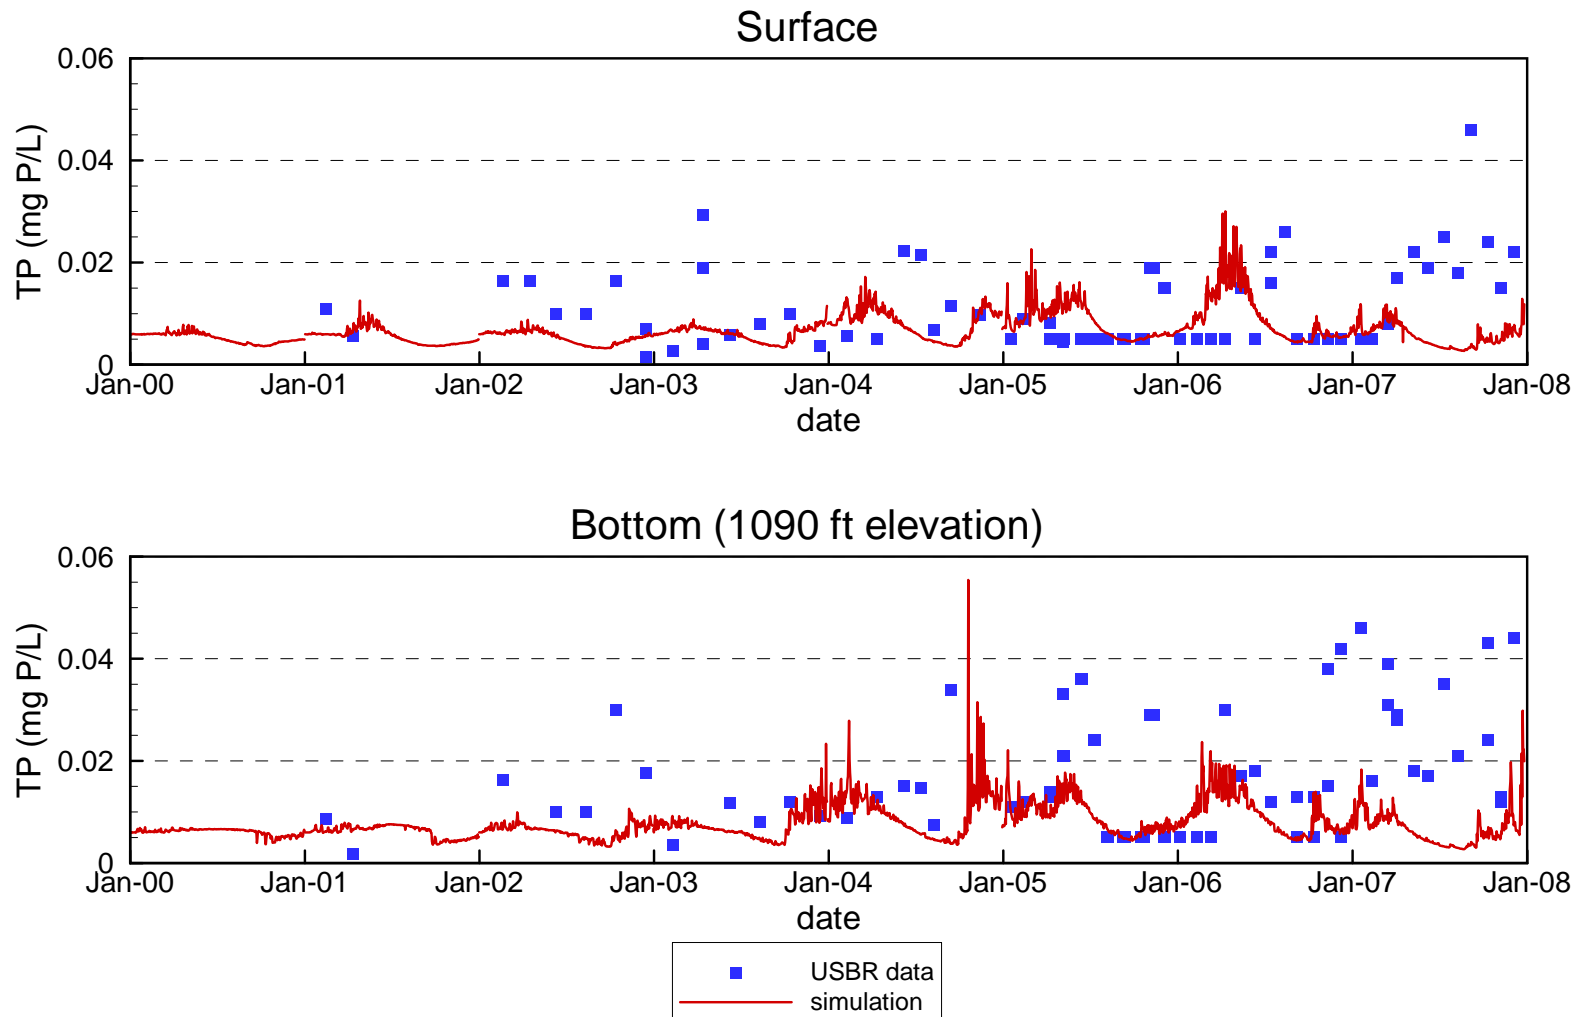 Surface
0.06
0.04
0.02
0
TP (mg P/L)
Jan-00 Jan-01 Jan-02 Jan-03 Jan-04 Jan-05 Jan-06 Jan-07 Jan-08
date
Bottom (1090 ft elevation)
0.06
0.04
0.02
0
TP (mg P/L)
Jan-00 Jan-01 Jan-02 Jan-03 Jan-04 Jan-05 Jan-06 Jan-07 Jan-08
date
USBR data
simulation